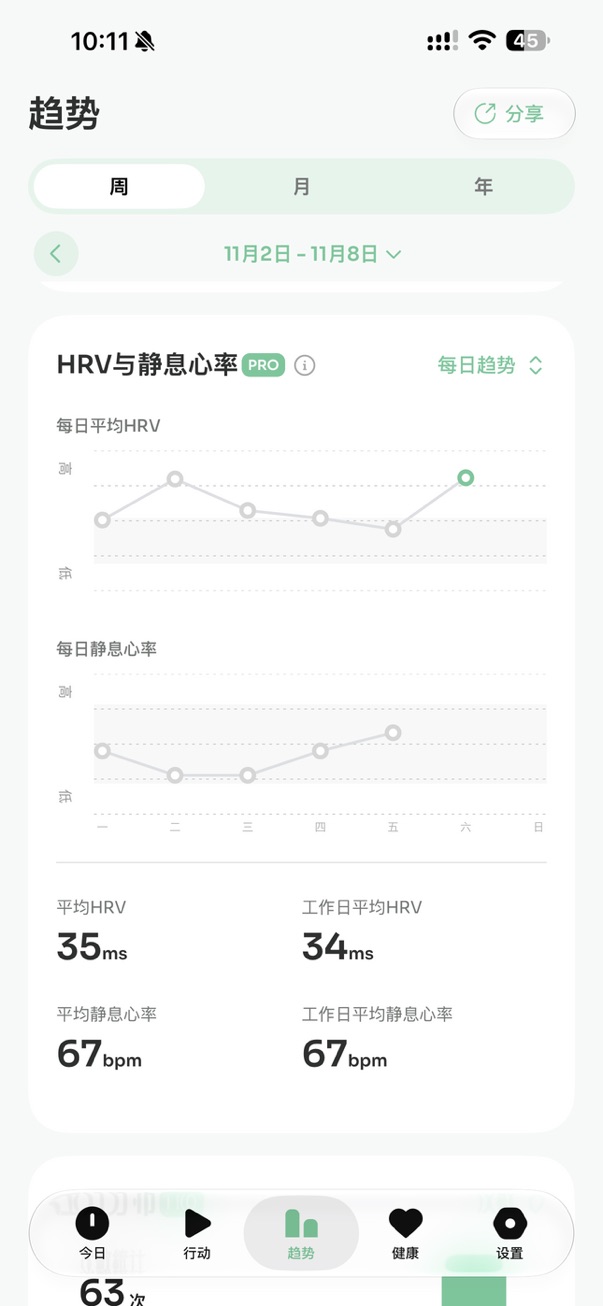 10:11
45
趋势
分享
周 月 年
11月2日 – 11月8日
HRV与静息心率 PRO
每日趋势
每日平均HRV
高
低
每日静息心率
高
低
一 二 三 四 五 六 日
平均HRV 工作日平均HRV
35ms 34ms
平均静息心率 工作日平均静息心率
67bpm 67bpm
今日 行动 趋势 健康 设置
63 次